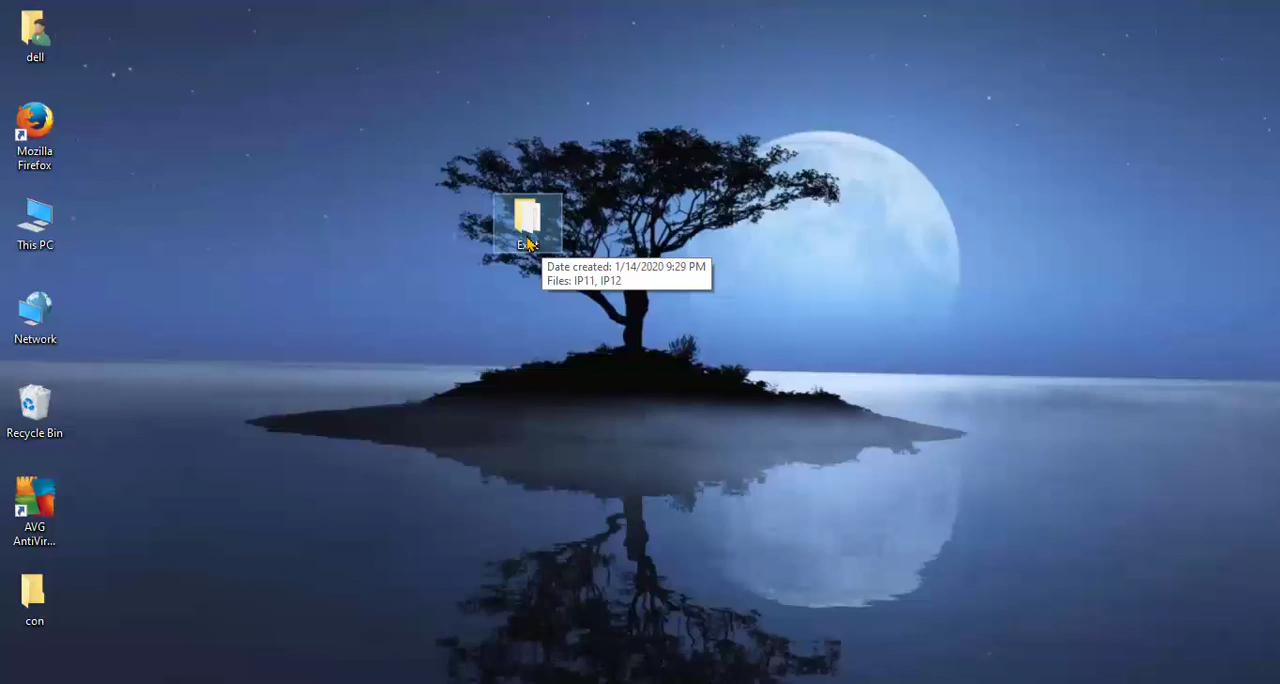 dell
Mozilla
Firefox
This PC
Network
Recycle Bin
AVG
AntiVir...
con
Date created: 1/14/2020 9:29 PM
Files: IP11, IP12